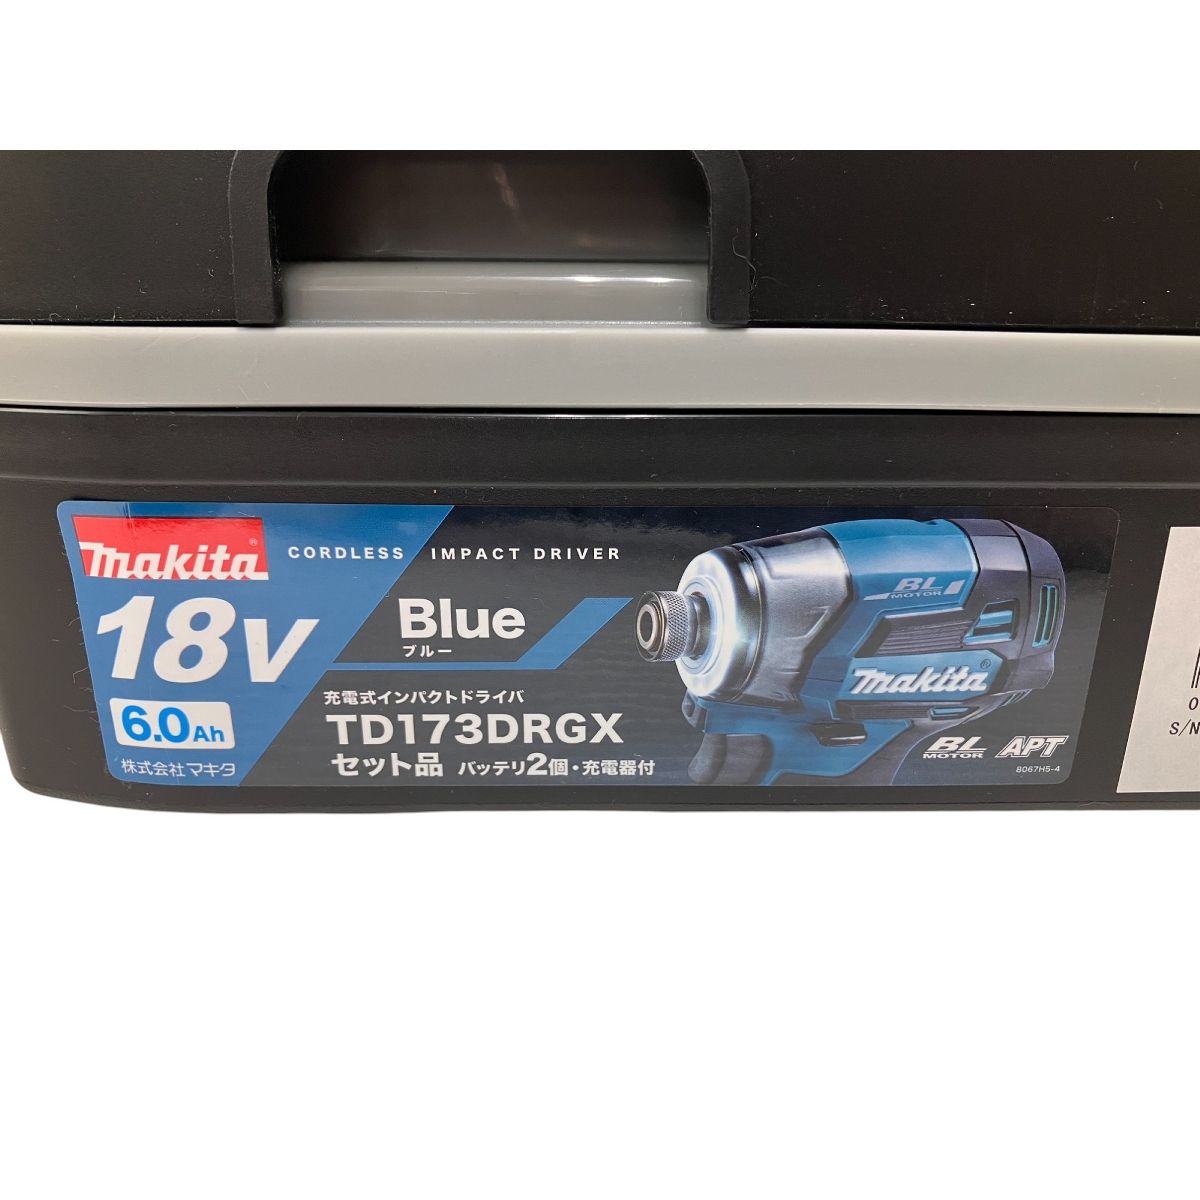 makita®
CORDLESS IMPACT DRIVER
18V
Blue
ブルー
6.0Ah
株式会社マキタ
充電式インパクトドライバ
TD173DRGX
セット品 バッテリ2個・充電器付
BL
MOTOR
makita®
BL
MOTOR
APT
8067H5-4
0
S/N